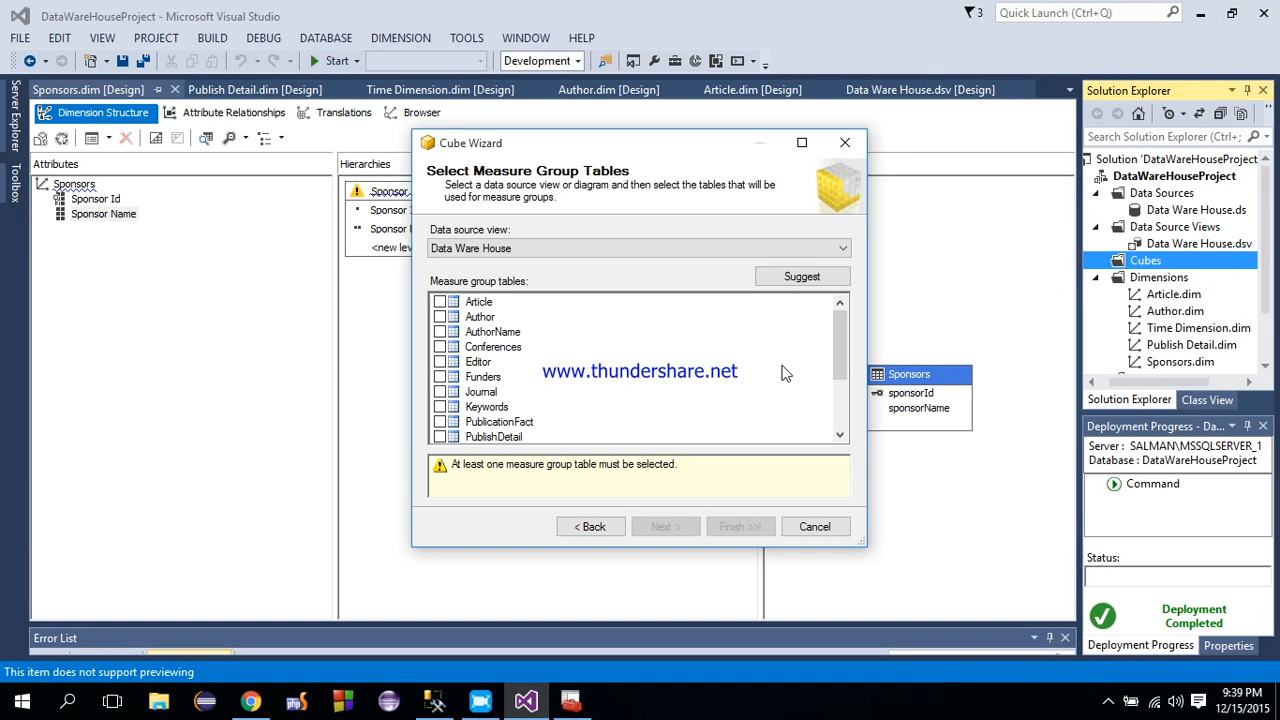 DataWareHouseProject - Microsoft Visual Studio
3
Quick Launch (Ctrl+Q)
FILE EDIT VIEW PROJECT BUILD DEBUG DATABASE DIMENSION TOOLS WINDOW HELP
Start
Development
Server Explorer
Toolbox
Sponsors.dim [Design]
Publish Detail.dim [Design]
Time Dimension.dim [Design]
Author.dim [Design]
Article.dim [Design]
Data Ware House.dsv [Design]
Dimension Structure
Attribute Relationships
Translations
Browser
Attributes
Sponsors
Sponsor Id
Sponsor Name
Hierarchies
Sponsor
Sponsor
Sponsor
<new lev
Cube Wizard
Select Measure Group Tables
Select a data source view or diagram and then select the tables that will be
used for measure groups.
Data source view:
Data Ware House
Suggest
Measure group tables:
Article
Author
AuthorName
Conferences
Editor
Funders
Journal
Keywords
PublicationFact
PublishDetail
www.thundershare.net
At least one measure group table must be selected.
< Back
Next >
Finish >>|
Cancel
Sponsors
sponsorId
sponsorName
Solution Explorer
Search Solution Explorer (Ctrl+;)
Solution 'DataWareHouseProject
DataWareHouseProject
Data Sources
Data Ware House.ds
Data Source Views
Data Ware House.dsv
Cubes
Dimensions
Article.dim
Author.dim
Time Dimension.dim
Publish Detail.dim
Sponsors.dim
Solution Explorer
Class View
Deployment Progress - Da...
Server : SALMAN\MSSQLSERVER_1
Database : DataWareHouseProject
Command
Status:
Deployment
Completed
Deployment Progress
Properties
Error List
This item does not support previewing
9:39 PM
12/15/2015